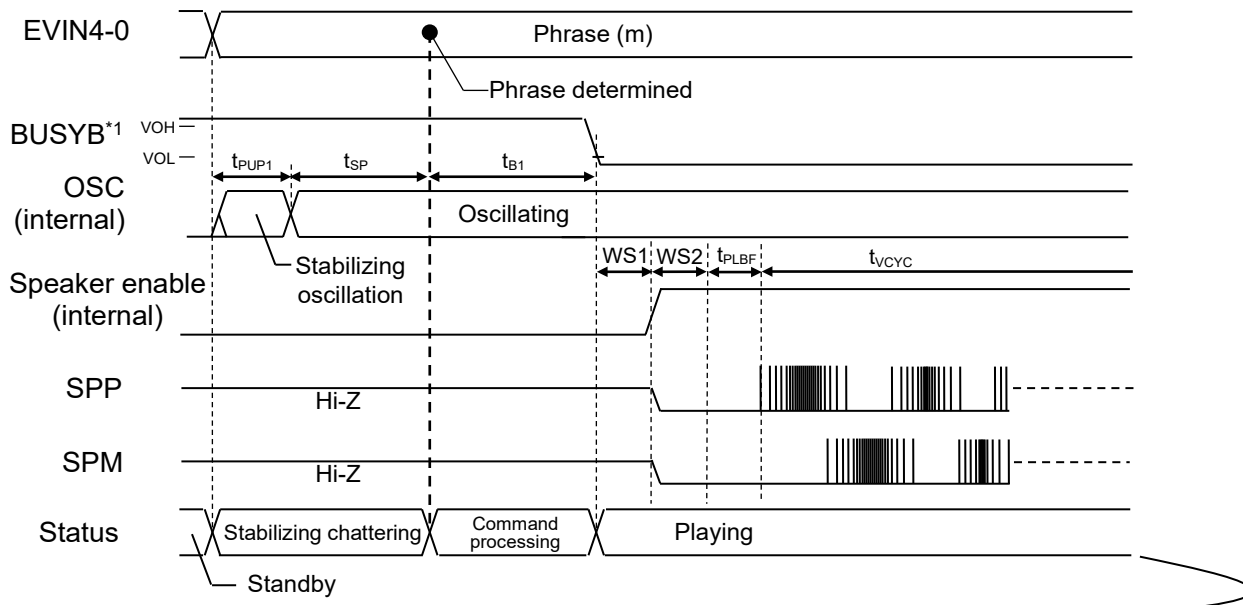 EVIN4-0
Phrase (m)
Phrase determined
BUSYB*1
VOH
VOL
tPUP1
tSP
tB1
OSC
(internal)
Oscillating
Stabilizing
oscillation
WS1
WS2
tPLBF
tVCYC
Speaker enable
(internal)
SPP
Hi-Z
SPM
Hi-Z
Status
Stabilizing chattering
Command
processing
Playing
Standby